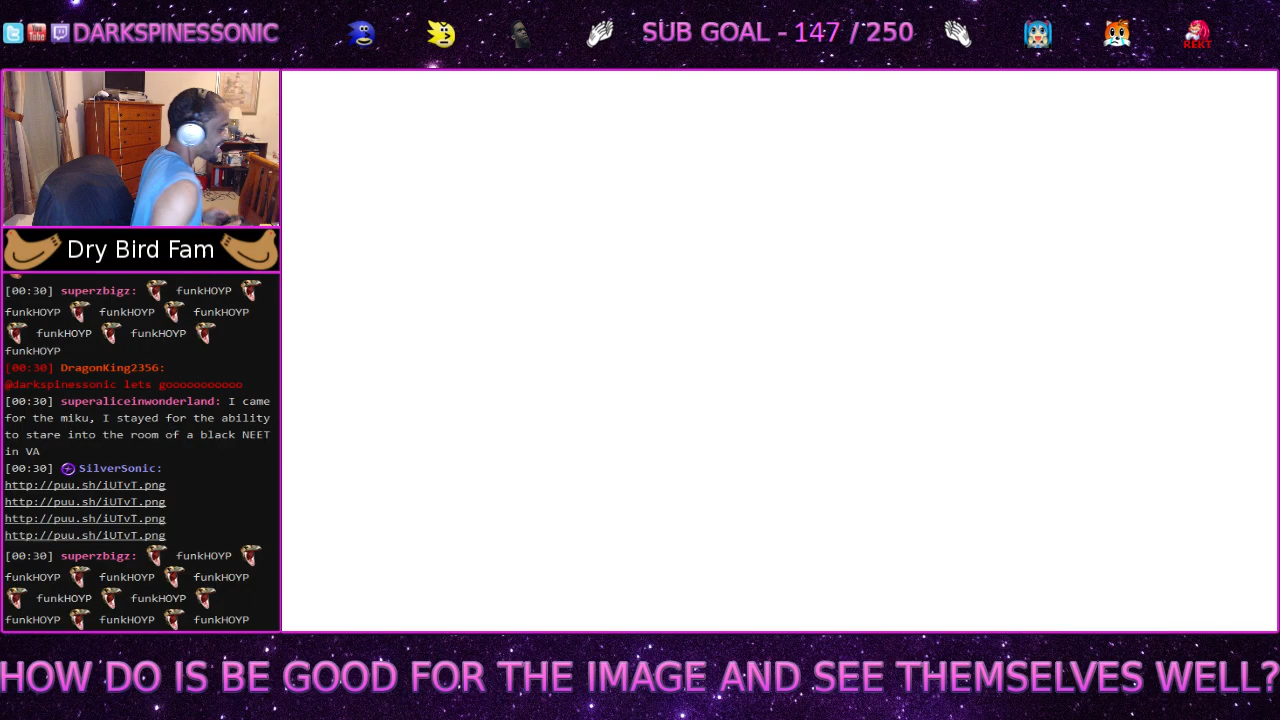 DARKSPINESSONIC
SUB GOAL - 147 / 250
REKT
Dry Bird Fam
[00:30] superzbigz: funkHOYP
funkHOYP funkHOYP funkHOYP
funkHOYP funkHOYP
funkHOYP
[00:30] DragonKing2356:
@darkspinessonic lets gooooooooooo
[00:30] superaliceinwonderland: I came
for the miku, I stayed for the ability
to stare into the room of a black NEET
in VA
[00:30] SilverSonic:
http://puu.sh/iUTvT.png
http://puu.sh/iUTvT.png
http://puu.sh/iUTvT.png
http://puu.sh/iUTvT.png
[00:30] superzbigz: funkHOYP
funkHOYP funkHOYP funkHOYP
funkHOYP funkHOYP
funkHOYP funkHOYP funkHOYP
HOW DO IS BE GOOD FOR THE IMAGE AND SEE THEMSELVES WELL?